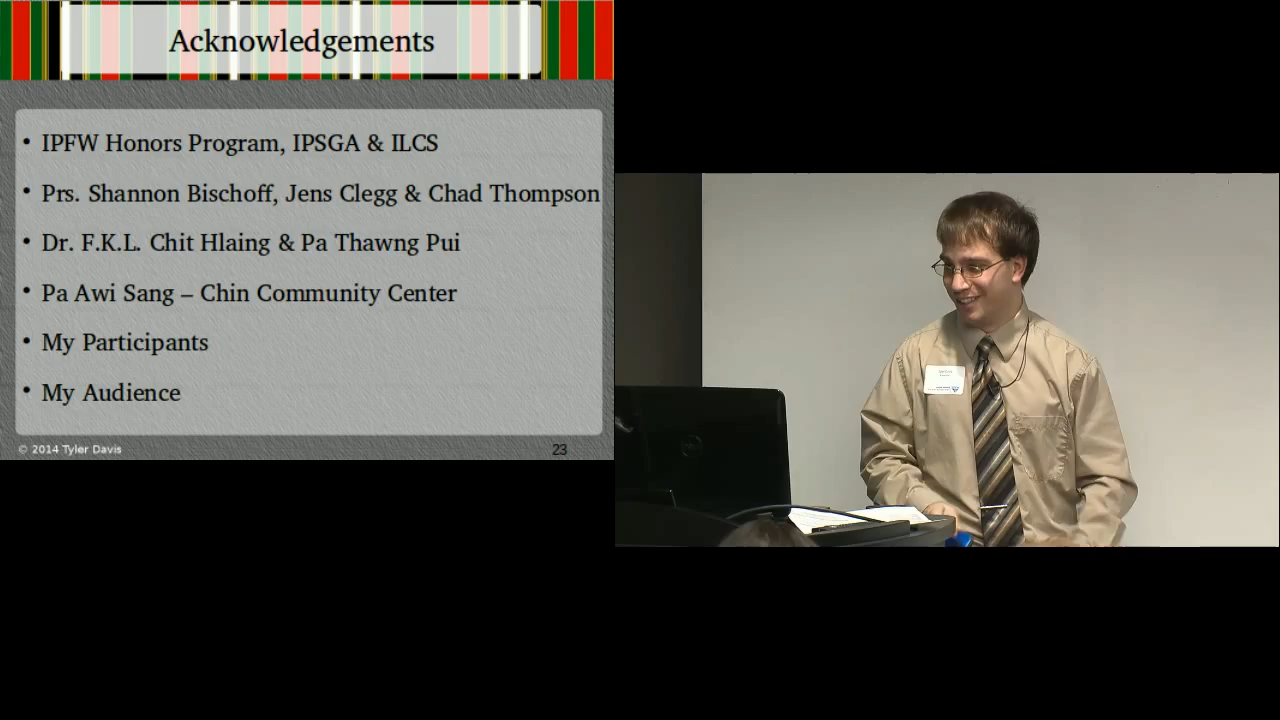 Acknowledgements
• IPFW Honors Program, IPSGA & ILCS
• Prs. Shannon Bischoff, Jens Clegg & Chad Thompson
• Dr. F.K.L. Chit Hlaing & Pa Thawng Pui
• Pa Awi Sang – Chin Community Center
• My Participants
• My Audience
© 2014 Tyler Davis
23